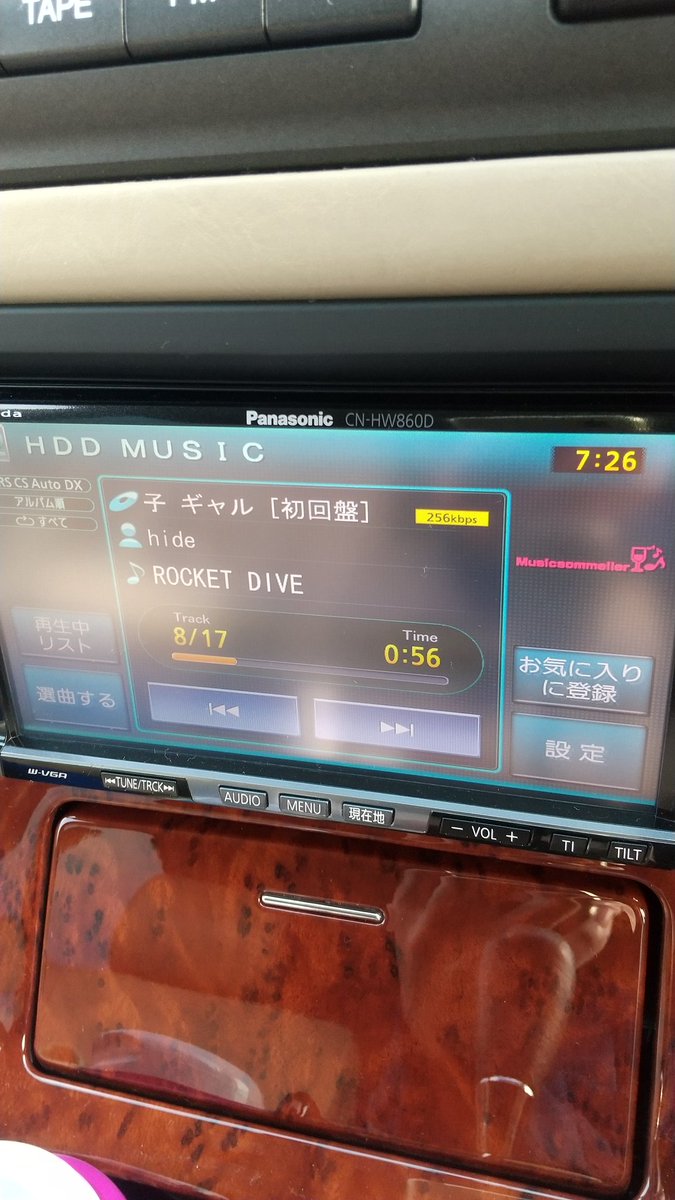 TAPE
Panasonic CN-HW860D
HDD MUSIC
7:26
RS CS Auto DX
アルバム順
すべて
子 ギャル [初回盤]
256kbps
hide
ROCKET DIVE
Musicsommelier
Track
8/17
Time
0:56
再生中
リスト
選曲する
お気に入り
に登録
設定
W-VGA
TUNE/TRCK
AUDIO
MENU
現在地
- VOL +
TI
TILT